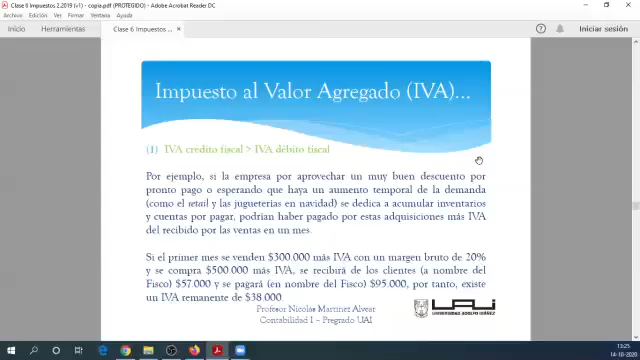 Clase 6 Impuestos 2.2019 (v1) - copia.pdf (PROTEGIDO) - Adobe Acrobat Reader DC
Archivo Edición Ver Firmar Ventana Ayuda
Inicio Herramientas Clase 6 Impuestos ... × Iniciar sesión
Impuesto al Valor Agregado (IVA)...
(1) IVA credito fiscal > IVA débito fiscal
Por ejemplo, si la empresa por aprovechar un muy buen descuento por
pronto pago o esperando que haya un aumento temporal de la demanda
(como el retail y las jugueterías en navidad) se dedica a acumular inventarios
y cuentas por pagar, podrían haber pagado por estas adquisiciones más IVA
del recibido por las ventas en un mes.
Si el primer mes se venden $300.000 más IVA con un margen bruto de 20%
y se compra $500.000 más IVA, se recibirá de los clientes (a nombre del
Fisco) $57.000 y se pagará (en nombre del Fisco) $95.000, por tanto, existe
un IVA remanente de $38.000.
Profesor Nicolas Martínez Alvear
Contabilidad I – Pregrado UAI
UAI
UNIVERSIDAD ADOLFO IBÁÑEZ
13:25
14-10-2020